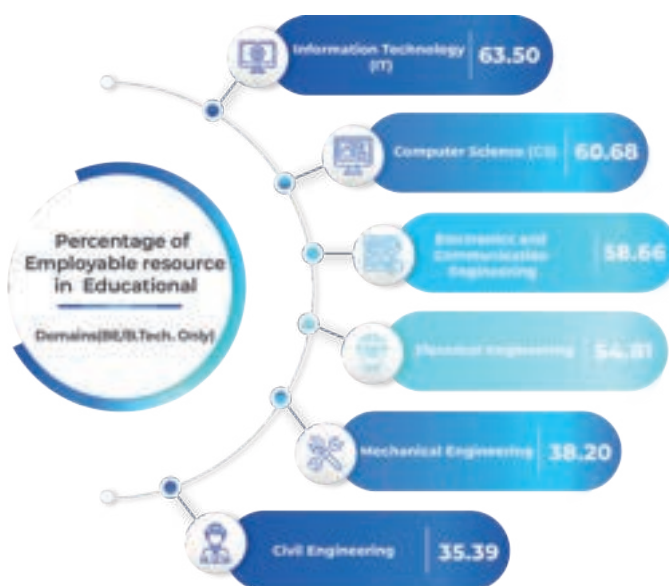 Information Technology
(IT)
63.50
Computer Science (CS)
60.68
Percentage of
Employable resource
in Educational
Domains(BE/B.Tech. Only)
Electronics and
Communication
Engineering
58.66
Electrical Engineering
54.81
Mechanical Engineering
38.20
Civil Engineering
35.39